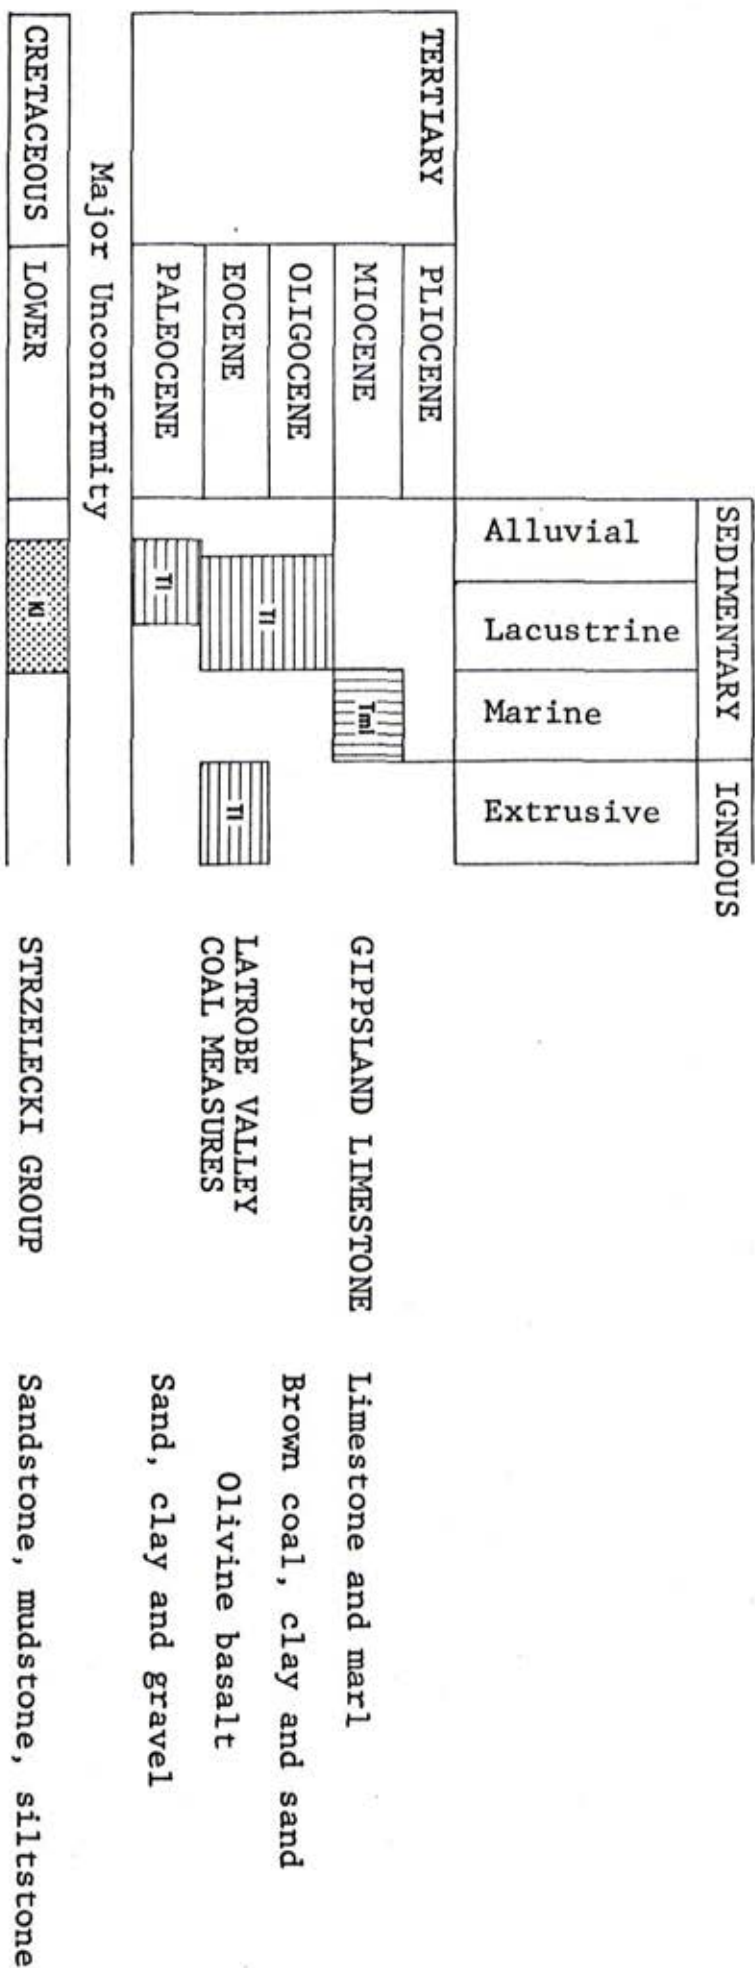 SEDIMENTARY IGNEOUS
Alluvial Lacustrine Marine Extrusive
TERTIARY PLIOCENE
MIOCENE Tml GIPPSLAND LIMESTONE Limestone and marl
OLIGOCENE Brown coal, clay and sand
Tl
EOCENE Tl LATROBE VALLEY Olivine basalt
COAL MEASURES
PALEOCENE Tl Sand, clay and gravel
Major Unconformity
CRETACEOUS LOWER Kl STRZELECKI GROUP Sandstone, mudstone, siltstone